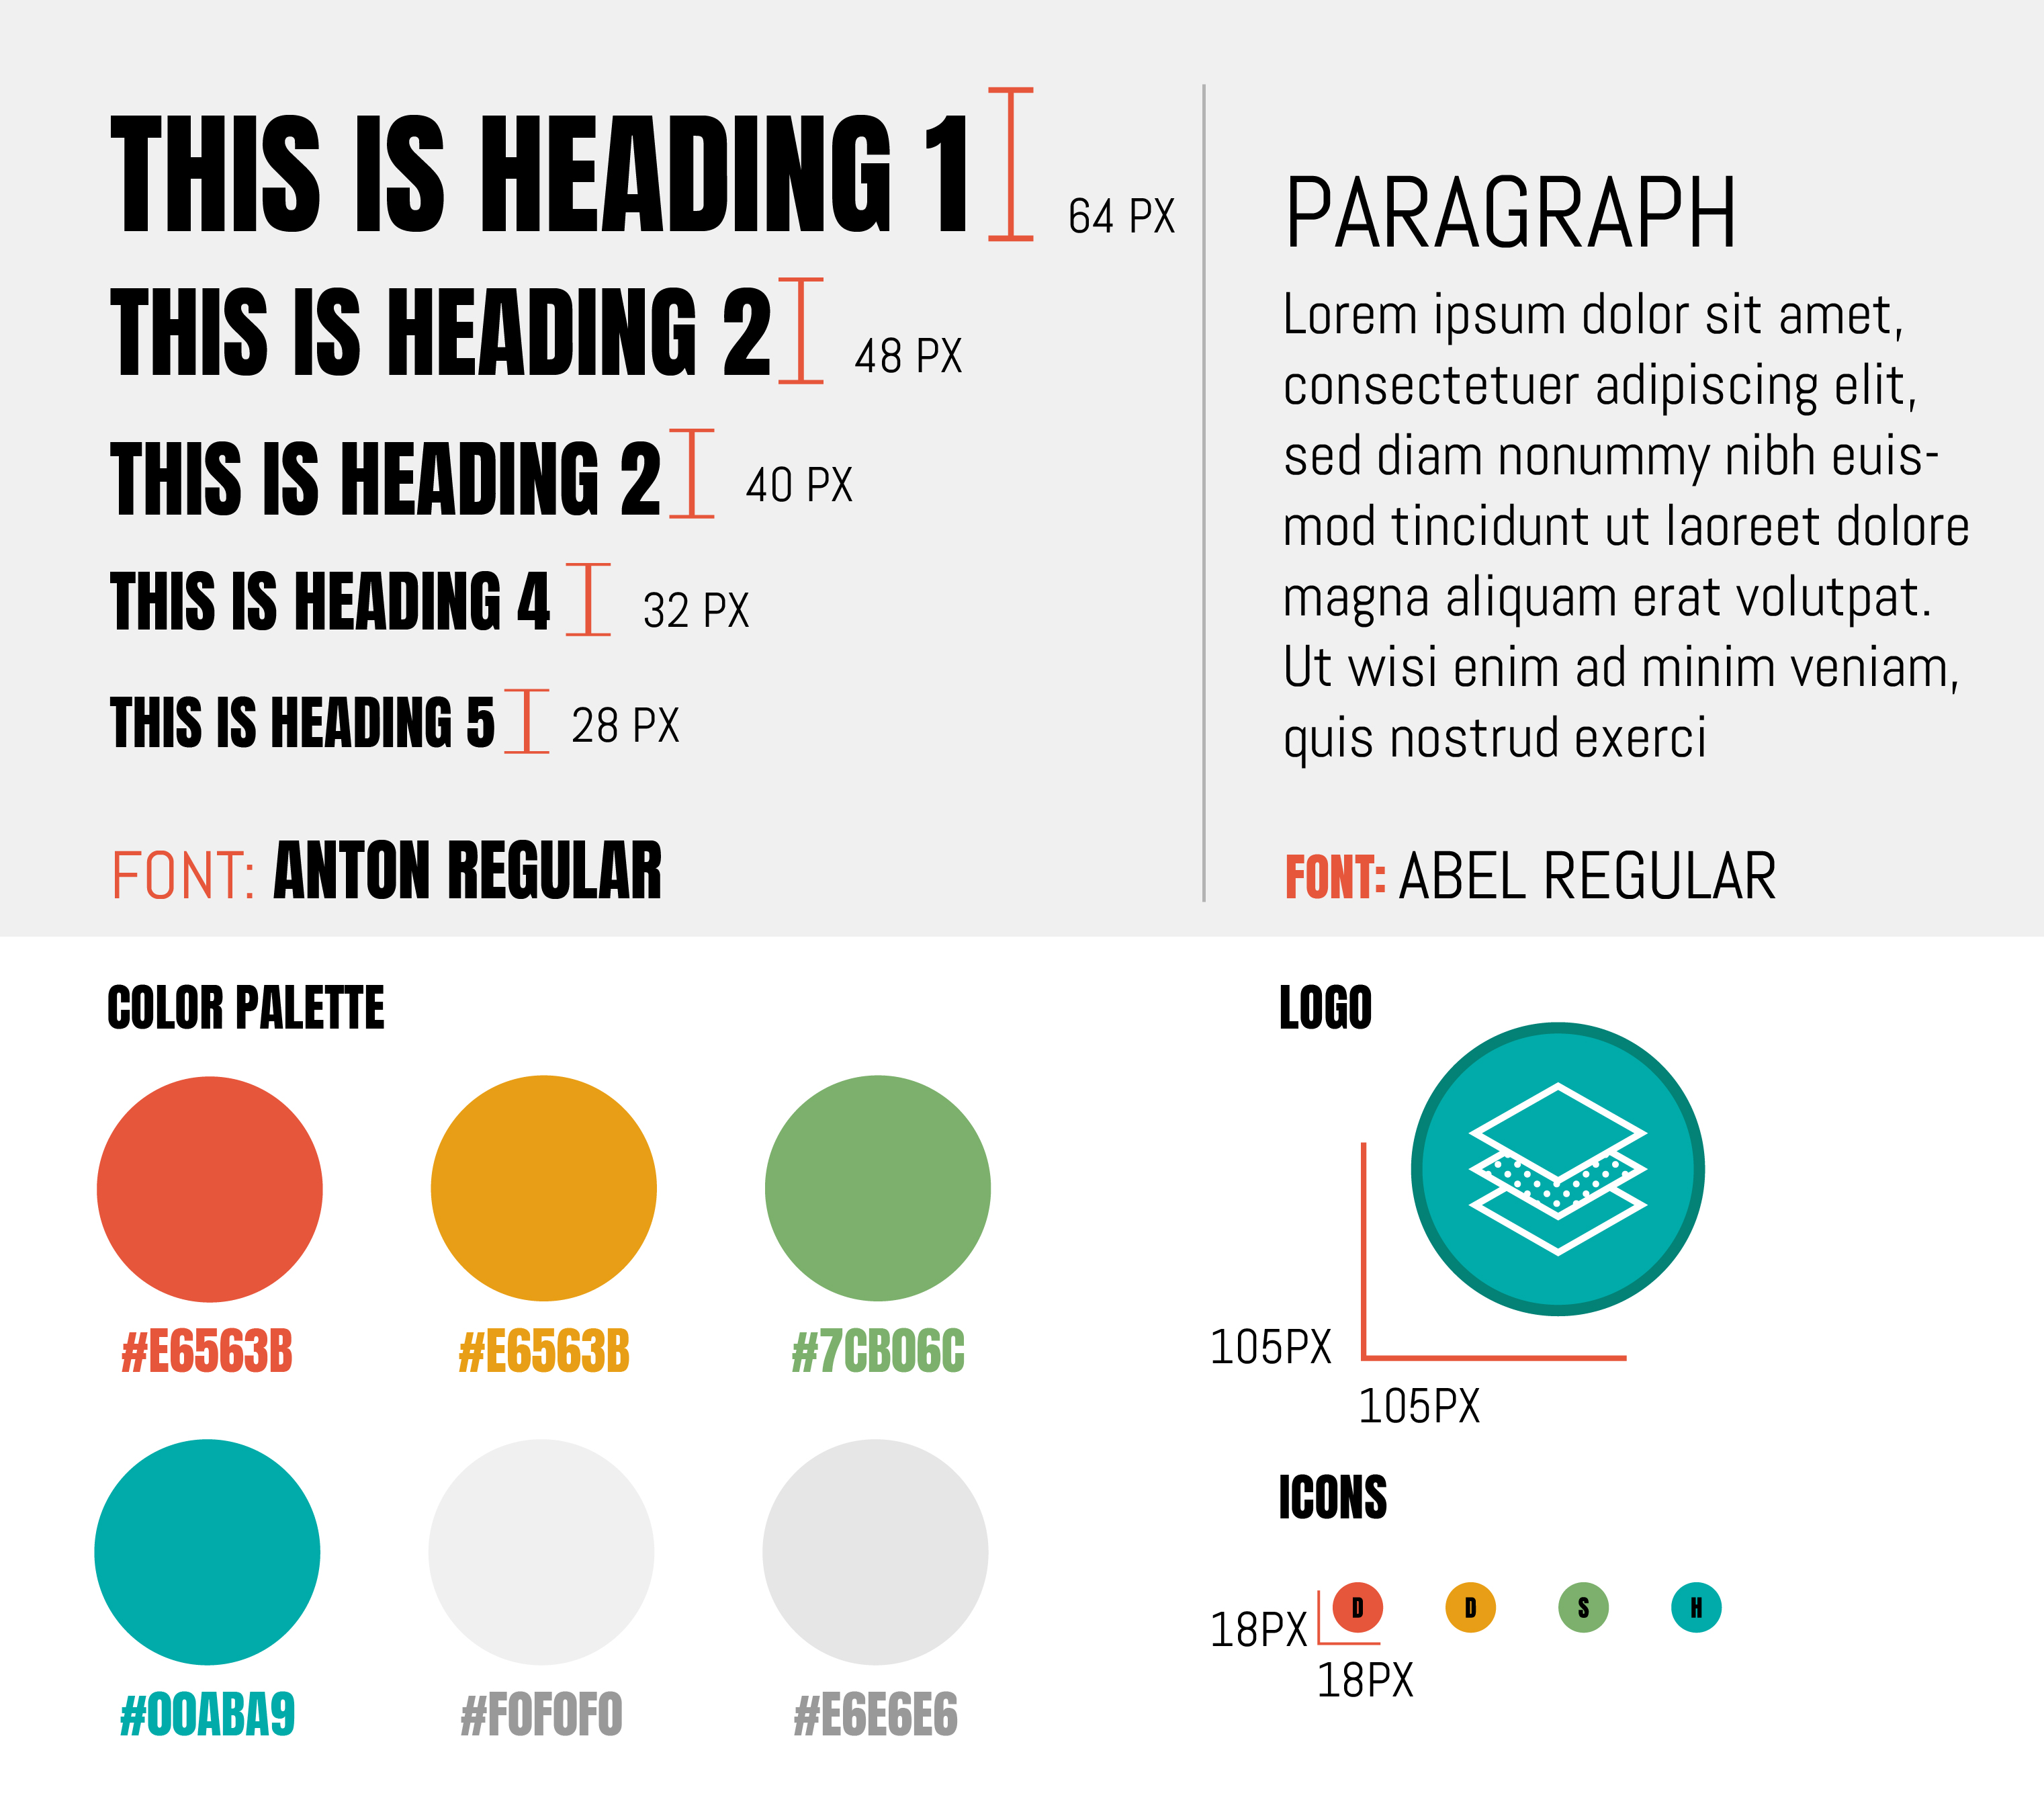 THIS IS HEADING 1
64 PX
THIS IS HEADING 2
48 PX
THIS IS HEADING 2
40 PX
THIS IS HEADING 4
32 PX
THIS IS HEADING 5
28 PX
FONT: ANTON REGULAR
PARAGRAPH
Lorem ipsum dolor sit amet,
consectetuer adipiscing elit,
sed diam nonummy nibh euis-
mod tincidunt ut laoreet dolore
magna aliquam erat volutpat.
Ut wisi enim ad minim veniam,
quis nostrud exerci
FONT: ABEL REGULAR
COLOR PALETTE
#E6563B
#E6563B
#7CB06C
#00ABA9
#F0F0F0
#E6E6E6
LOGO
105PX
105PX
ICONS
18PX
D
D
S
H
18PX